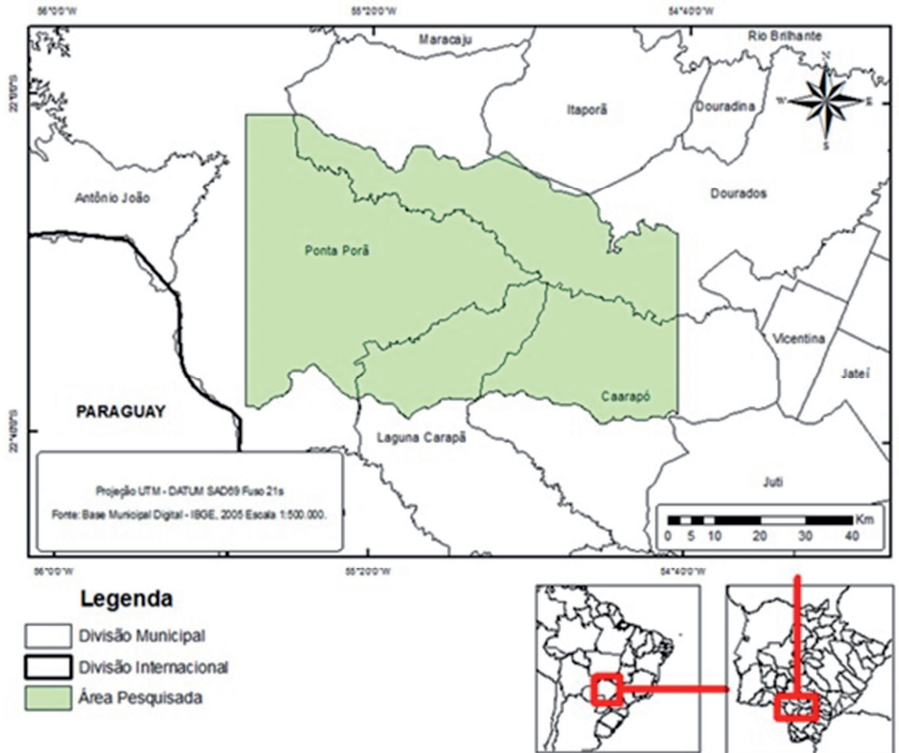 56°0'0"W 55°20'0"W 54°40'0"W
Maracaju
Rio Brilhante
N
22°0'0"S
Itaporã
Douradina
W E
S
Antônio João
Dourados
Ponta Porã
Vicentina
Jateí
Caarapó
PARAGUAY
22°40'0"S
Laguna Carapã
Juti
Projeção UTM - DATUM SAD69 Fuso 21s
Fonte: Base Municipal Digital - IBGE, 2005 Escala 1:500.000.
Km
0 5 10 20 30 40
56°0'0"W 55°20'0"W 54°40'0"W
Legenda
Divisão Municipal
Divisão Internacional
Área Pesquisada